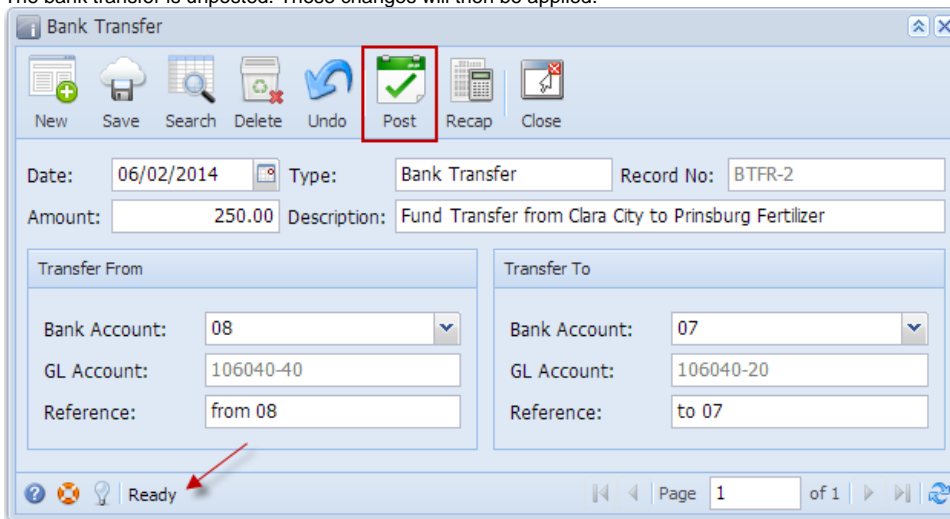 The bank transfer is unposted. These changes will then be applied.
Bank Transfer
New Save Search Delete Undo Post Recap Close
Date: 06/02/2014 Type: Bank Transfer Record No: BTFR-2
Amount: 250.00 Description: Fund Transfer from Clara City to Prinsburg Fertilizer
Transfer From Transfer To
Bank Account: 08 Bank Account: 07
GL Account: 106040-40 GL Account: 106040-20
Reference: from 08 Reference: to 07
Ready Page 1 of 1